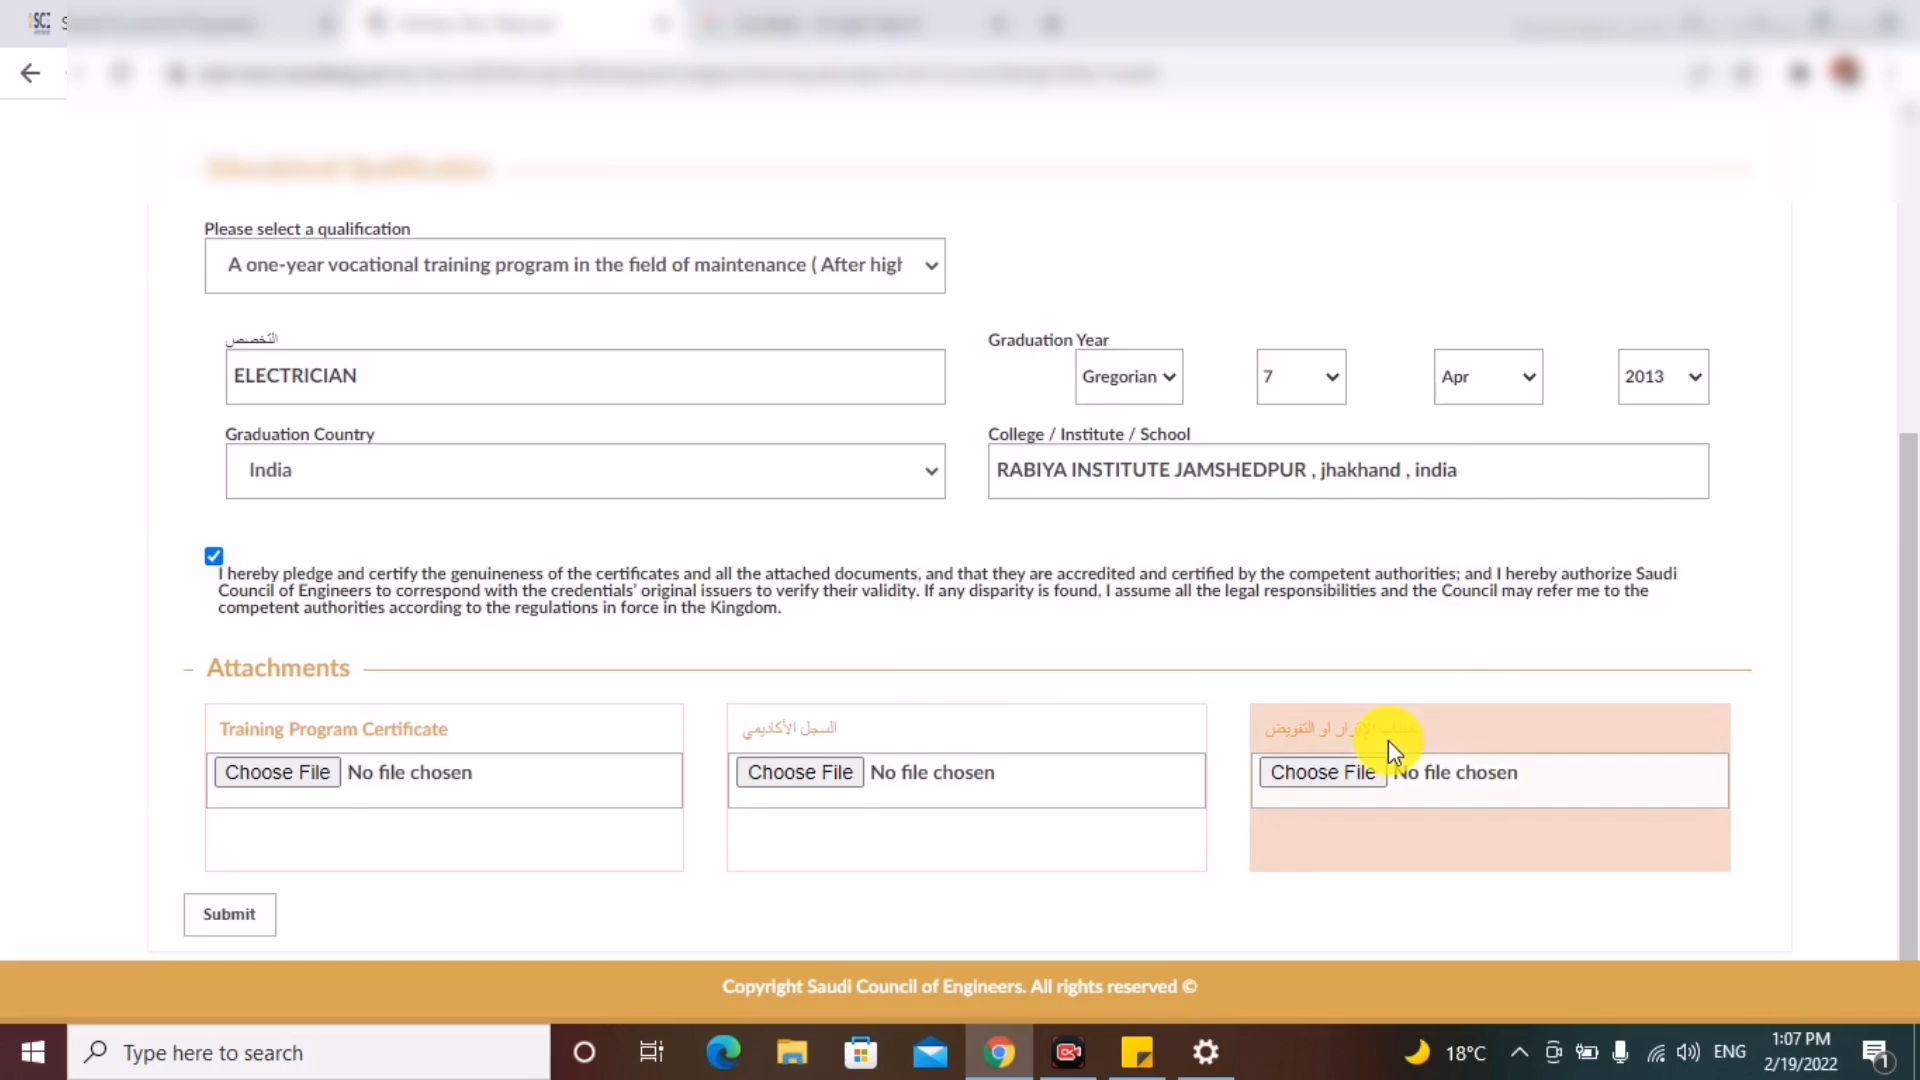 Please select a qualification
A one-year vocational training program in the field of maintenance ( After high
التخصص
ELECTRICIAN
Graduation Year
Gregorian
7
Apr
2013
Graduation Country
India
College / Institute / School
RABIYA INSTITUTE JAMSHEDPUR , jhakhand , india
I hereby pledge and certify the genuineness of the certificates and all the attached documents, and that they are accredited and certified by the competent authorities; and I hereby authorize Saudi
Council of Engineers to correspond with the credentials' original issuers to verify their validity. If any disparity is found, I assume all the legal responsibilities and the Council may refer me to the
competent authorities according to the regulations in force in the Kingdom.
Attachments
Training Program Certificate
Choose File No file chosen
السجل الأكاديمي
Choose File No file chosen
الإقرار او التفويض
Choose File No file chosen
Submit
Copyright Saudi Council of Engineers. All rights reserved ©
Type here to search
18°C
ENG
1:07 PM
2/19/2022
1